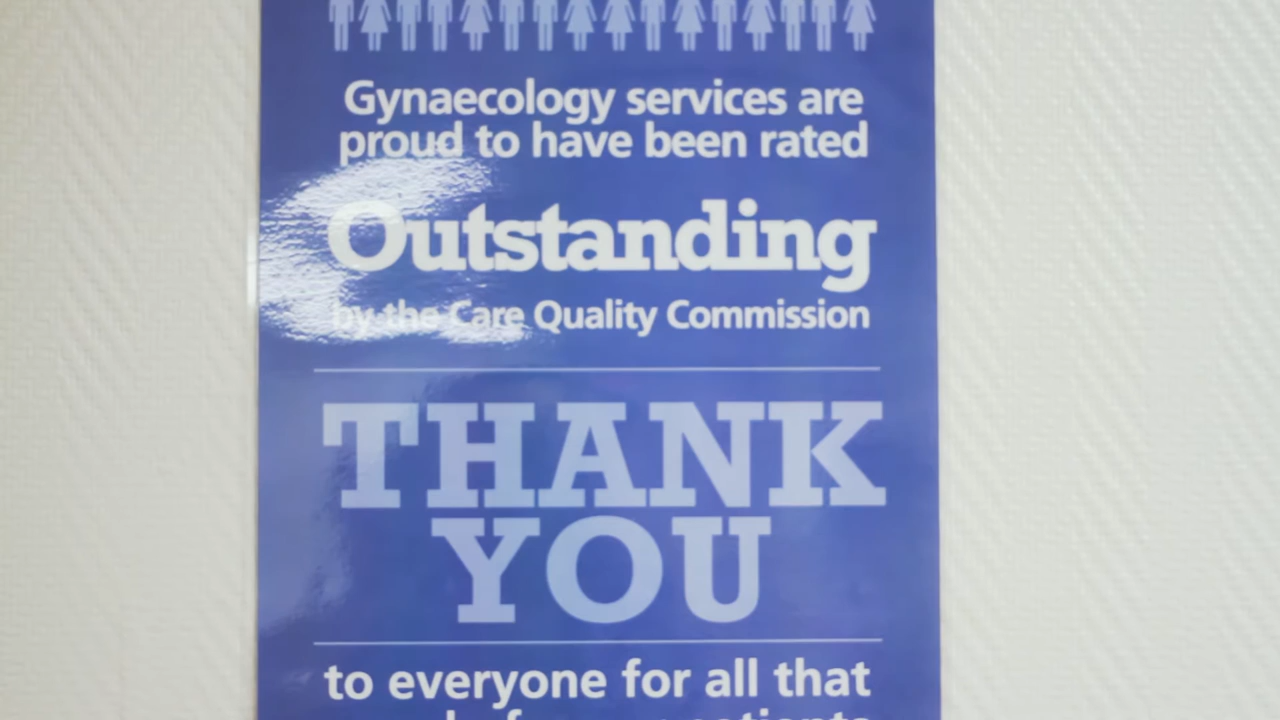 Gynaecology services are
proud to have been rated
Outstanding
by the Care Quality Commission
THANK
YOU
to everyone for all that
patients